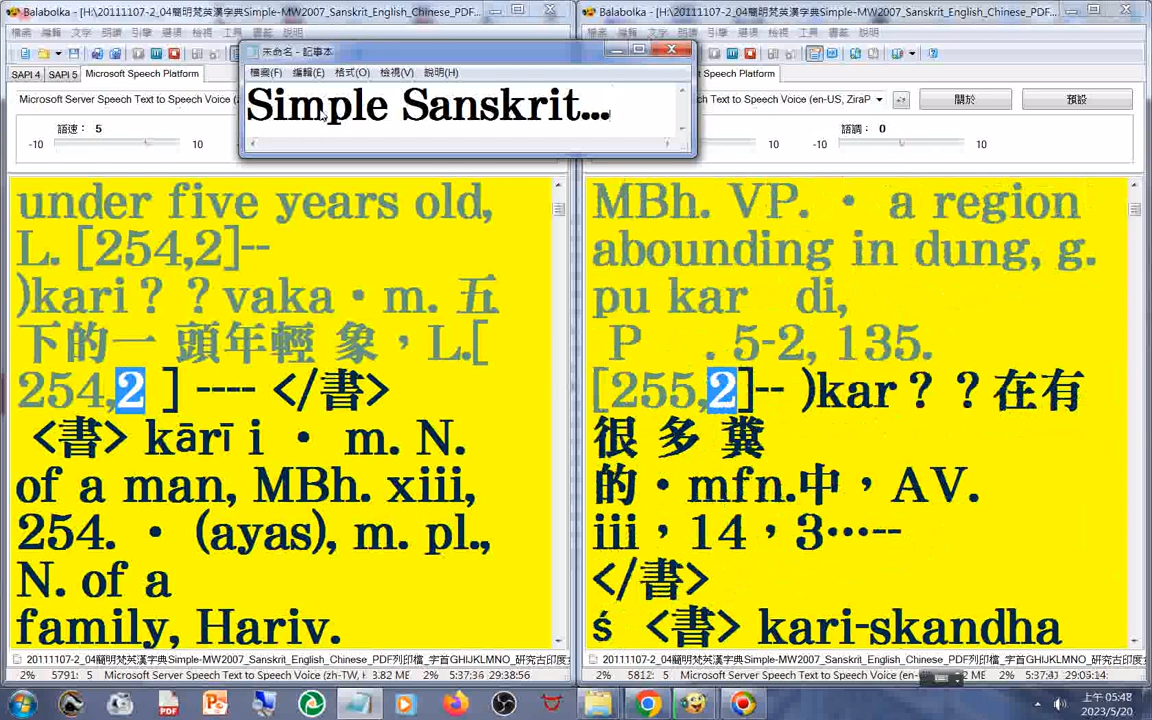 Balabolka - [H:\20111107-2_04簡明梵英漢字典Simple-MW2007_Sanskrit_English_Chinese_PDF...
Balabolka - [H:\20111107-2_04簡明梵英漢字典Simple-MW2007_Sanskrit_English_Chinese_PDF...
未命名 - 記事本
檔案(F) 編輯(E) 格式(O) 檢視(V) 說明(H)
Simple Sanskrit...
SAPI 4 SAPI 5 Microsoft Speech Platform
t Speech Platform
Microsoft Server Speech Text to Speech Voice (z
ch Text to Speech Voice (en-US, ZiraP
關於 預設
語速： 5
-10 10
語調： 0
10 -10 10
under five years old,
L. [254,2]--
)kari？？vaka・m. 五
下的一 頭年輕 象，L.[
254,2 ] ---- </書>
<書> kārī i ・ m. N.
of a man, MBh. xiii,
254. ・ (ayas), m. pl.,
N. of a
family, Hariv.
MBh. VP. ・ a region
abounding in dung, g.
pu kar di,
P . 5-2, 135.
[255,2]-- )kar？？在有
很 多 糞
的・mfn.中，AV.
iii，14，3…--
</書>
ś <書> kari-skandha
20111107-2_04簡明梵英漢字典Simple-MW2007_Sanskrit_English_Chinese_PDF列印檔_字首GHIJKLMNO_研究古印度
20111107-2_04簡明梵英漢字典Simple-MW2007_Sanskrit_English_Chinese_PDF列印檔_字首GHIJKLMNO_研究古印度
2% 5791: 5 Microsoft Server Speech Text to Speech Voice (zh-TW, H 3.82 MB 2% 5:37:36 29:38:56
2% 5812: 5 Microsoft Server Speech Text to Speech Voice (en- 2% 5:37:41 29:05:14
上午 05:48
2023/5/20